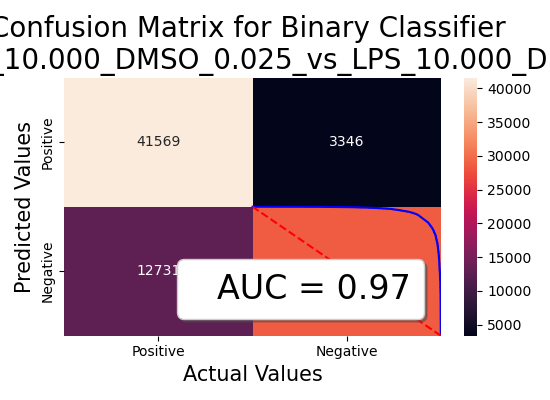 Confusion Matrix for Binary Classifier
_10.000_DMSO_0.025_vs_LPS_10.000_D
Predicted Values
Positive
Negative
41569
3346
12731
AUC = 0.97
Positive
Negative
Actual Values
40000
35000
30000
25000
20000
15000
10000
5000